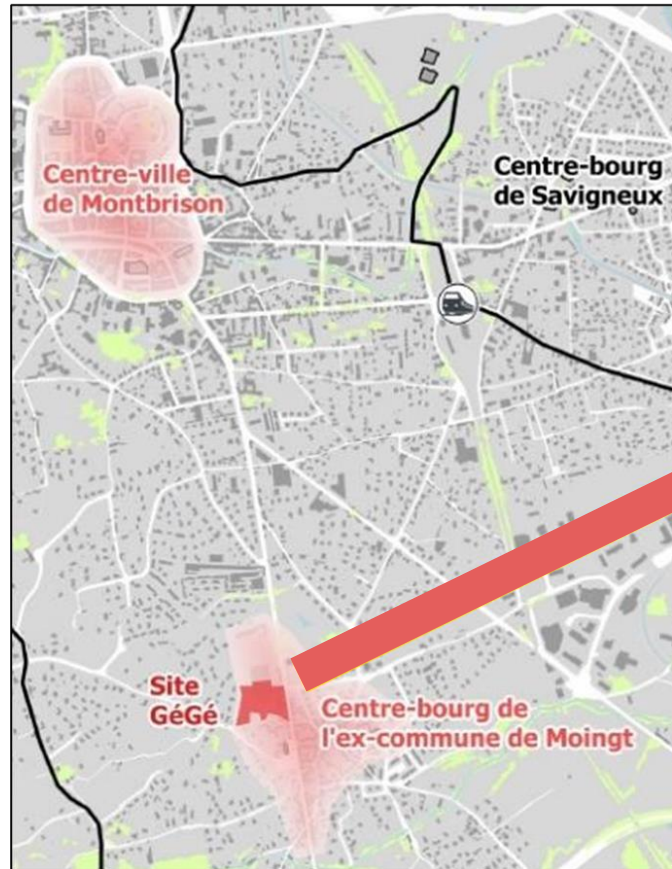 Centre-ville
de Montbrison
Centre-bourg
de Savigneux
Site
GéGé
Centre-bourg de
l'ex-commune de Moingt